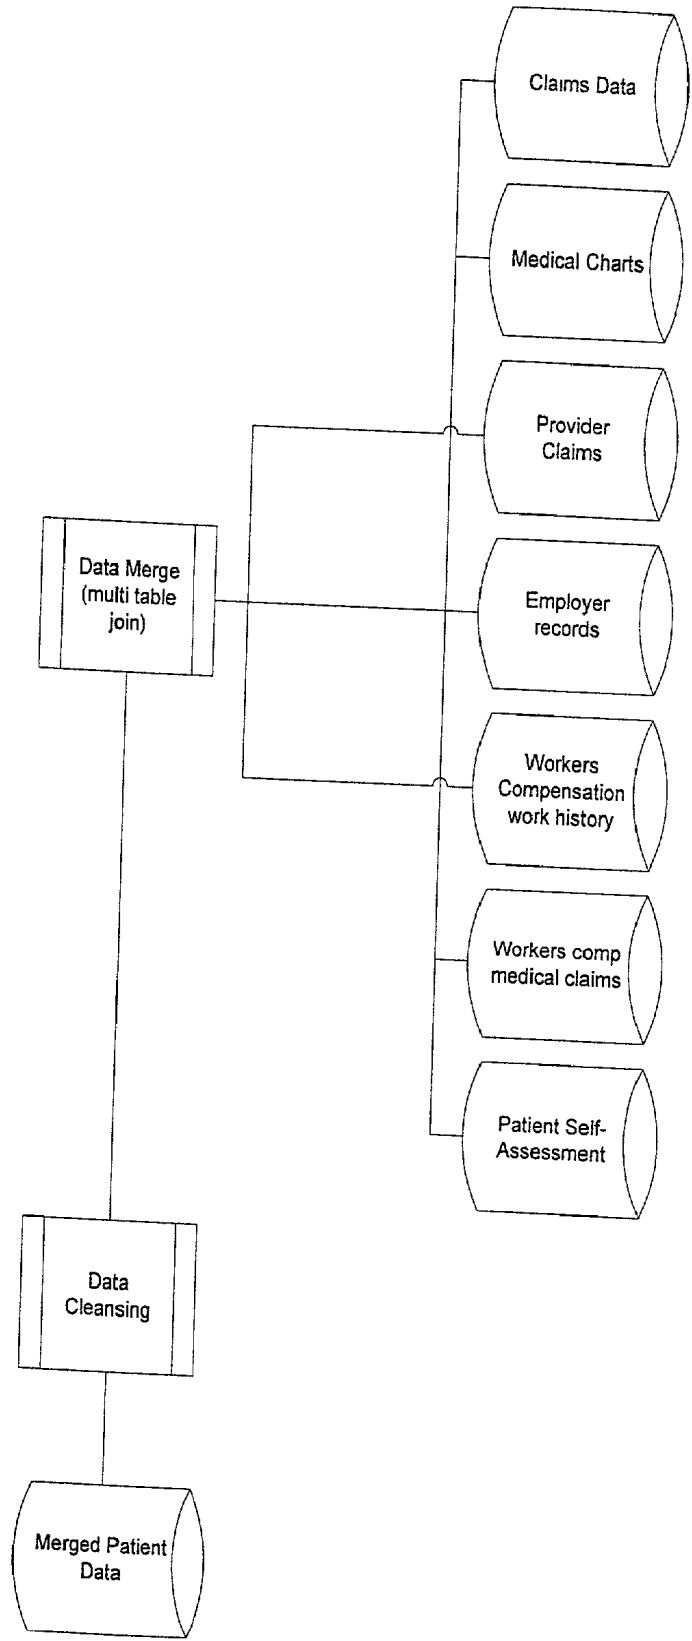 Claims Data
Medical Charts
Provider
Claims
Data Merge
(multi table
join)
Employer
records
Workers
Compensation
work history
Workers comp
medical claims
Patient Self-
Assessment
Data
Cleansing
Merged Patient
Data